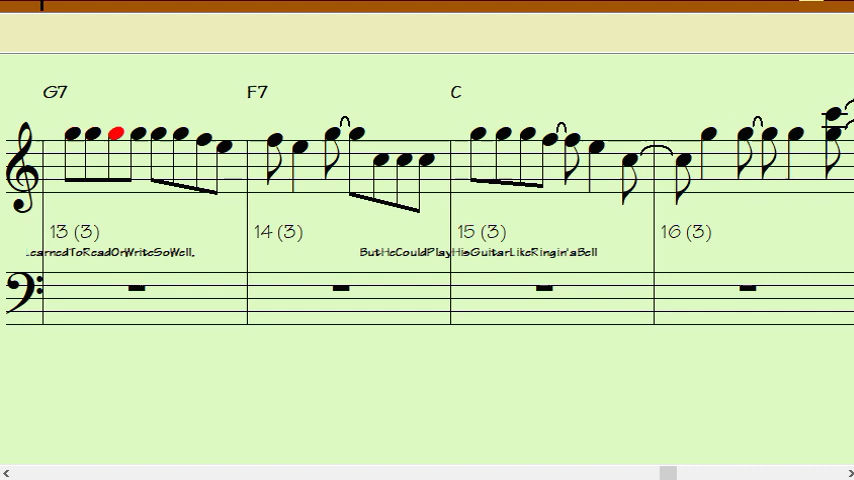 G7 F7 C
13 (3) 14 (3) 15 (3) 16 (3)
earnedToReadOrWriteSoWell, ButHeCouldPlayHisGuitarLikeRingin'aBell